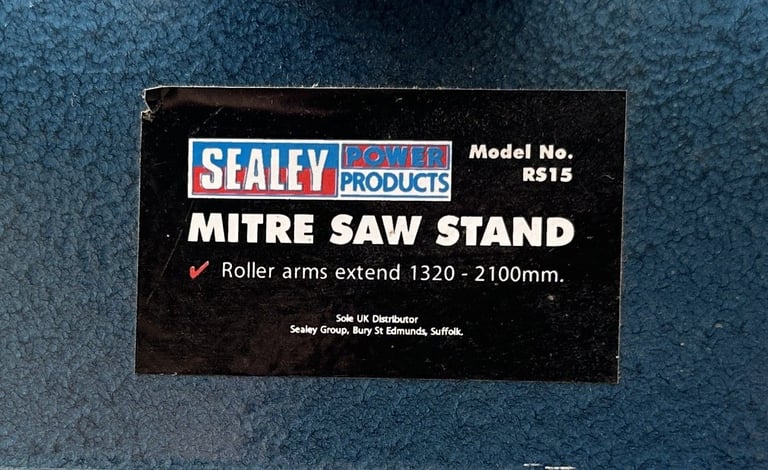 SEALEY POWER PRODUCTS
Model No.
RS15
MITRE SAW STAND
✓ Roller arms extend 1320 - 2100mm.
Sole UK Distributor
Sealey Group, Bury St Edmunds, Suffolk.